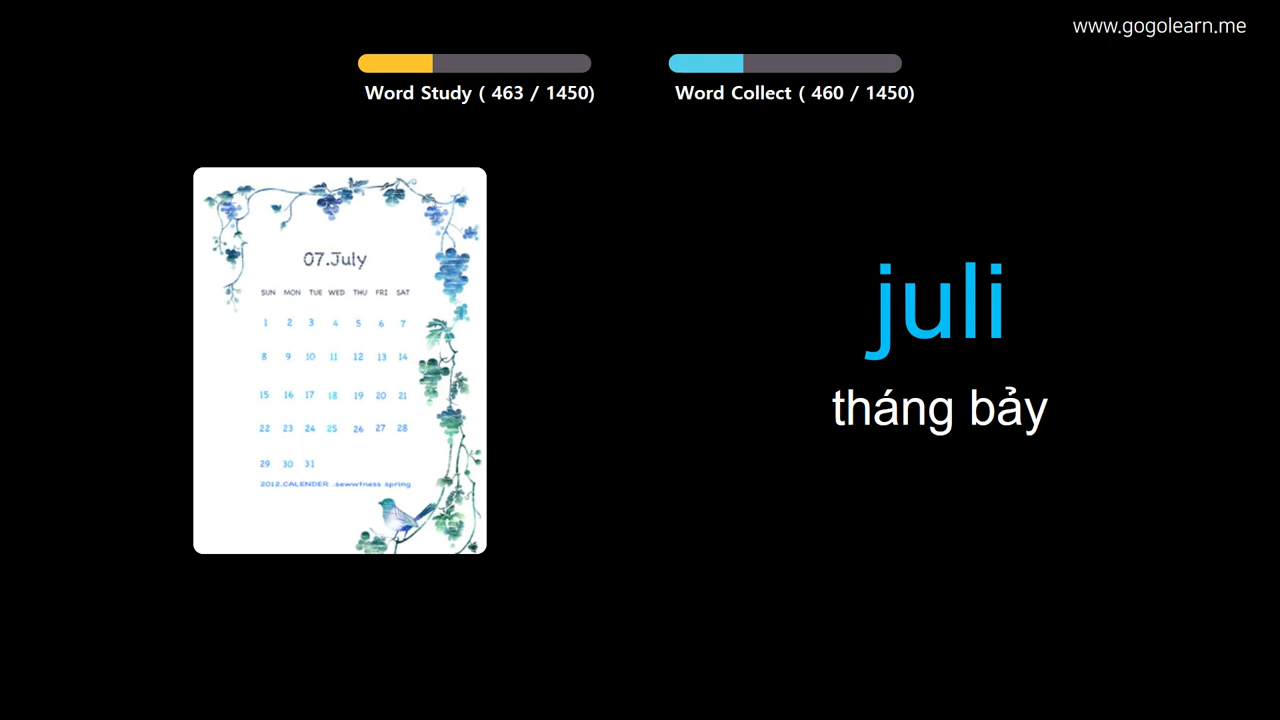 www.gogolearn.me
Word Study ( 463 / 1450)
Word Collect ( 460 / 1450)
07.July
SUN MON TUE WED THU FRI SAT
1 2 3 4 5 6 7
8 9 10 11 12 13 14
15 16 17 18 19 20 21
22 23 24 25 26 27 28
29 30 31
2012.CALENDER .sewwtness spring
juli
tháng bảy